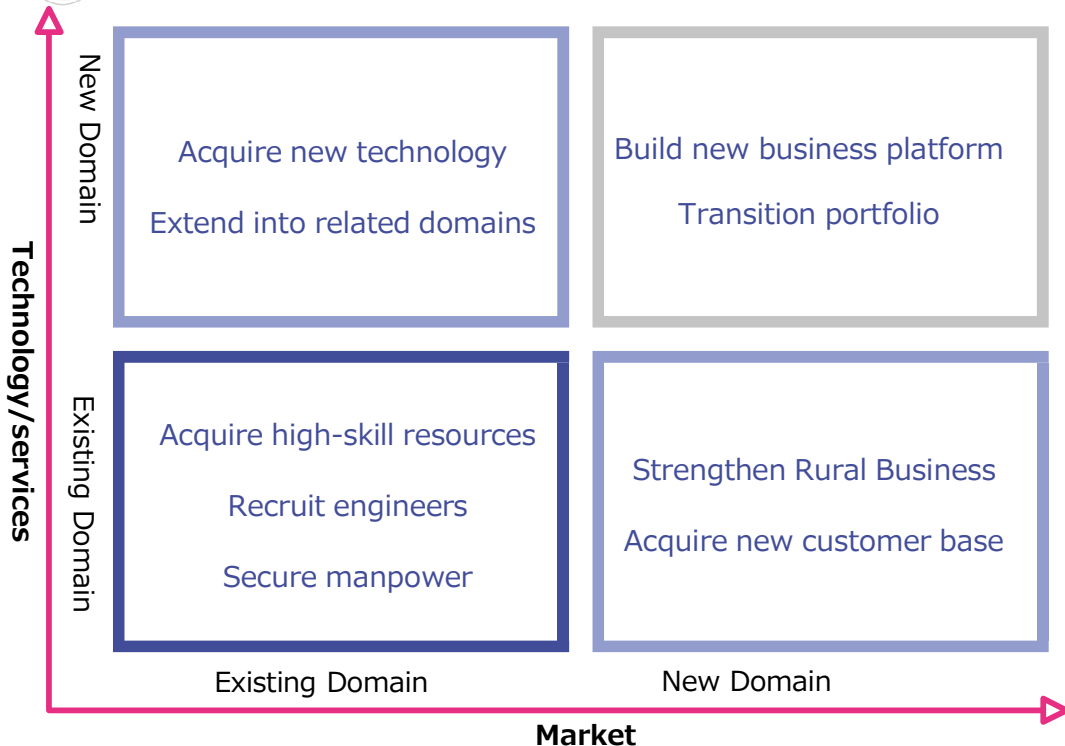 Technology/services
New Domain
Acquire new technology
Extend into related domains
Build new business platform
Transition portfolio
Existing Domain
Acquire high-skill resources
Recruit engineers
Secure manpower
Strengthen Rural Business
Acquire new customer base
Existing Domain
New Domain
Market